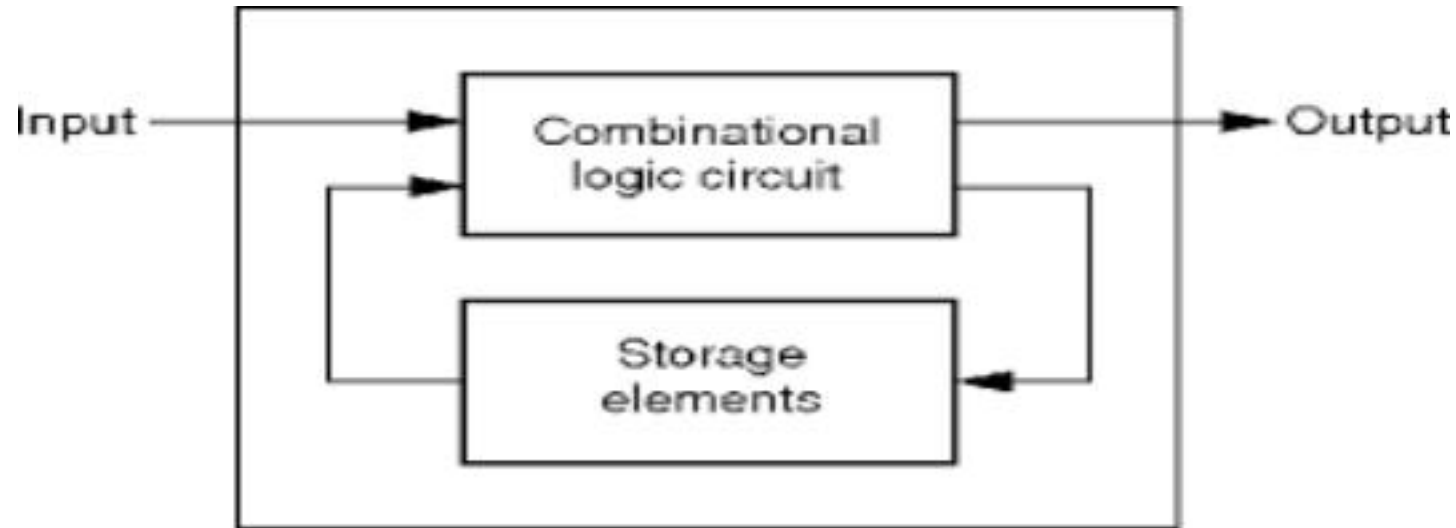 Input
Combinational
logic circuit
Output
Storage
elements